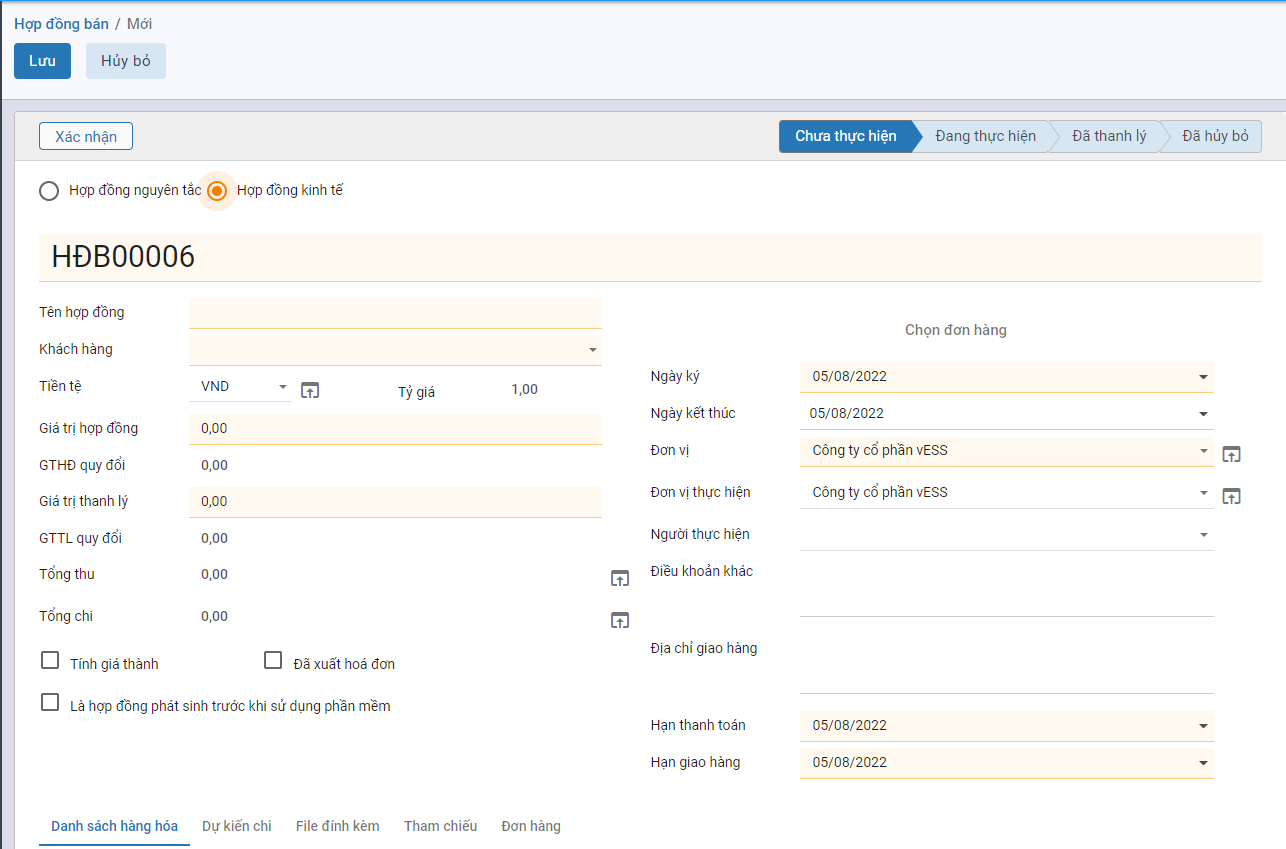 Hợp đồng bán / Mới
Lưu Hủy bỏ
Xác nhận Chưa thực hiện Đang thực hiện Đã thanh lý Đã hủy bỏ
Hợp đồng nguyên tắc Hợp đồng kinh tế
HĐB00006
Tên hợp đồng
Khách hàng
Tiền tệ VND Tỷ giá 1,00
Giá trị hợp đồng 0,00
GTHĐ quy đổi 0,00
Giá trị thanh lý 0,00
GTTL quy đổi 0,00
Tổng thu 0,00
Tổng chi 0,00
Tính giá thành Đã xuất hoá đơn
Là hợp đồng phát sinh trước khi sử dụng phần mềm
Chọn đơn hàng
Ngày ký 05/08/2022
Ngày kết thúc 05/08/2022
Đơn vị Công ty cổ phần vESS
Đơn vị thực hiện Công ty cổ phần vESS
Người thực hiện
Điều khoản khác
Địa chỉ giao hàng
Hạn thanh toán 05/08/2022
Hạn giao hàng 05/08/2022
Danh sách hàng hóa Dự kiến chi File đính kèm Tham chiếu Đơn hàng